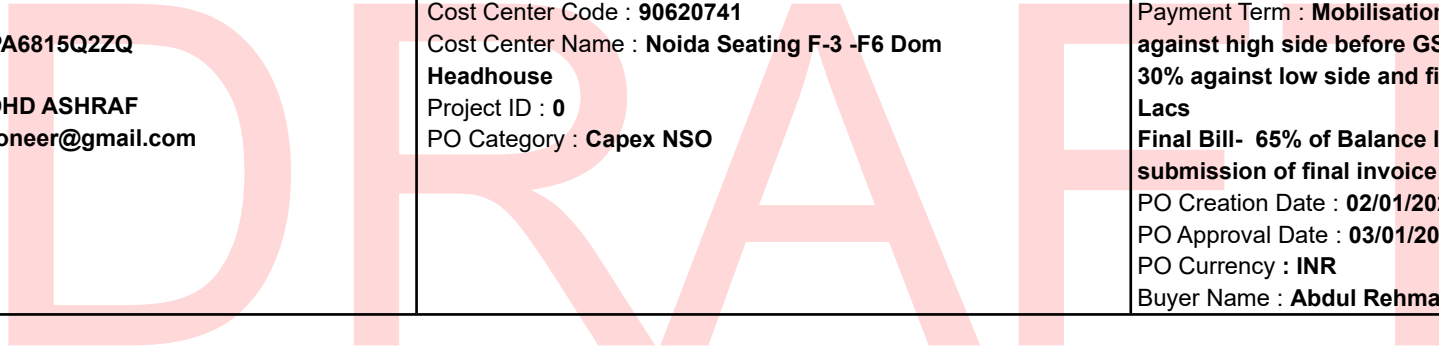 PA6815Q2ZQ
HD ASHRAF
oneer@gmail.com
Cost Center Code : 90620741
Cost Center Name : Noida Seating F-3 -F6 Dom
Headhouse
Project ID : 0
PO Category : Capex NSO
Payment Term : Mobilisation
against high side before GS
30% against low side and fi
Lacs
Final Bill- 65% of Balance I
submission of final invoice
PO Creation Date : 02/01/20
PO Approval Date : 03/01/20
PO Currency : INR
Buyer Name : Abdul Rehma
DRAFT